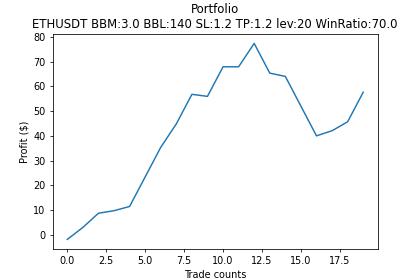 Portfolio
ETHUSDT BBM:3.0 BBL:140 SL:1.2 TP:1.2 lev:20 WinRatio:70.0
80
70
60
50
40
30
20
10
0
Profit ($)
0.0 2.5 5.0 7.5 10.0 12.5 15.0 17.5
Trade counts